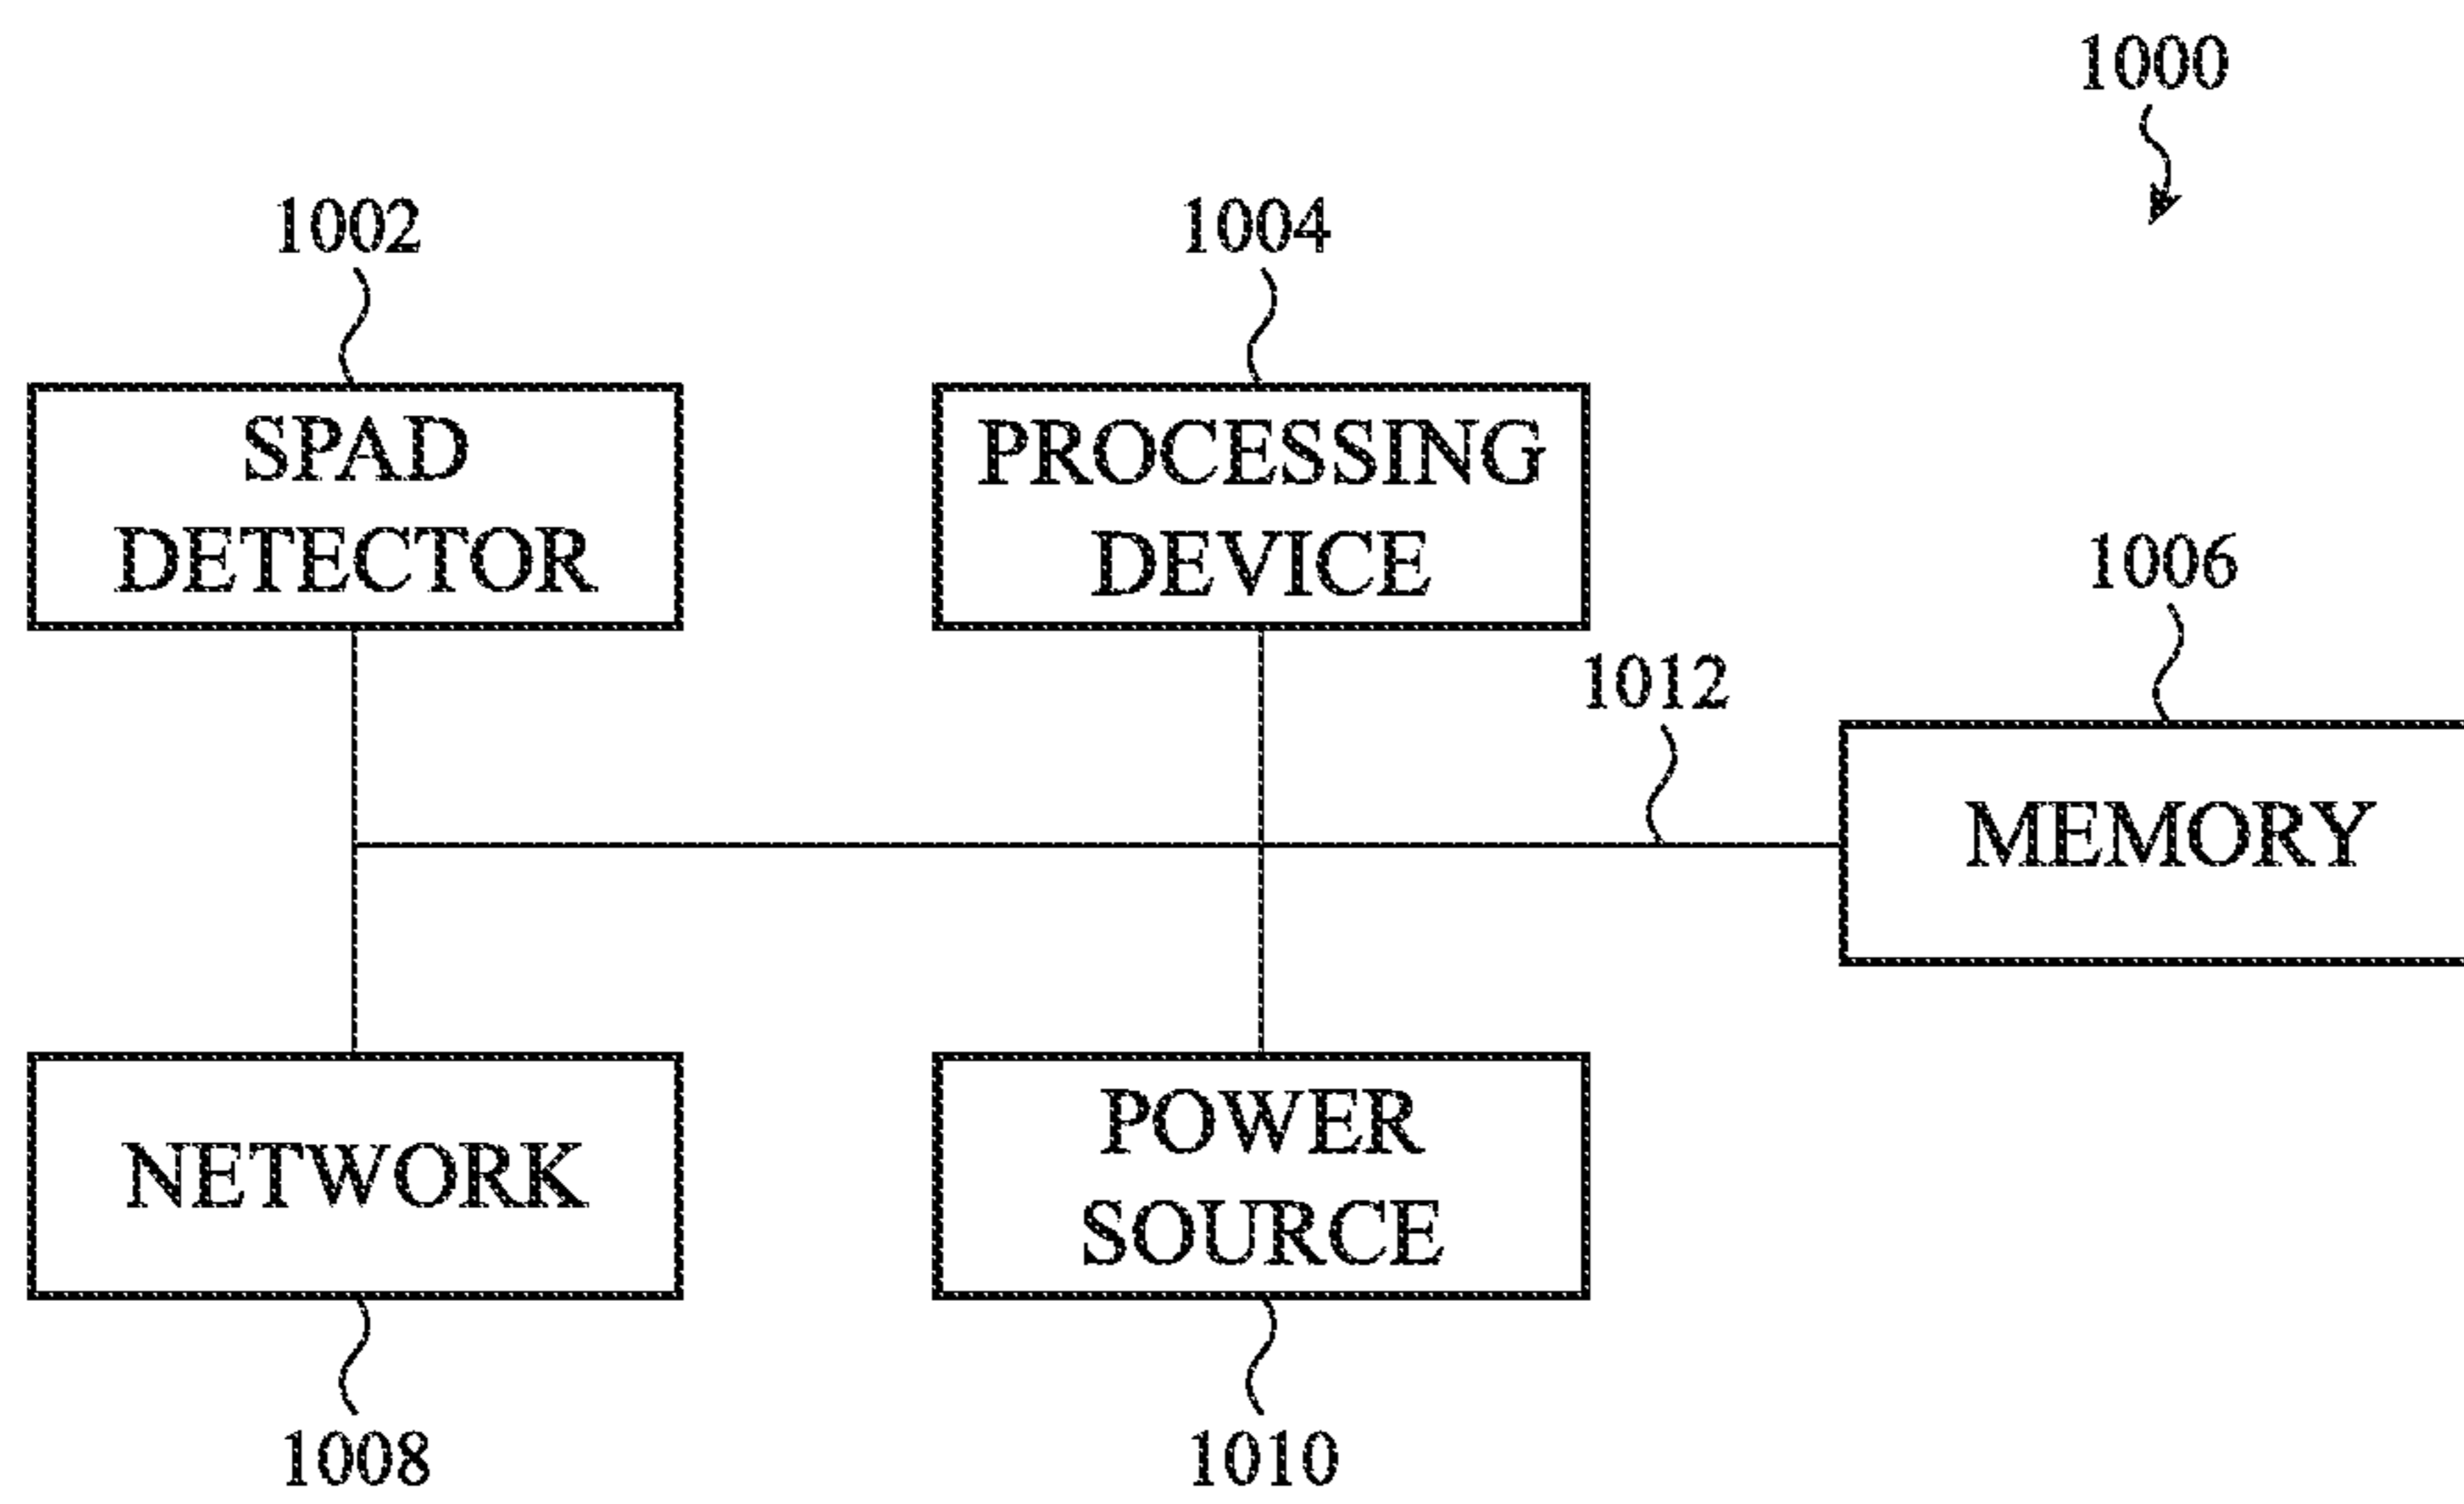 1000
1002
1004
SPAD
DETECTOR
PROCESSING
DEVICE
1006
1012
MEMORY
NETWORK
POWER
SOURCE
1008
1010